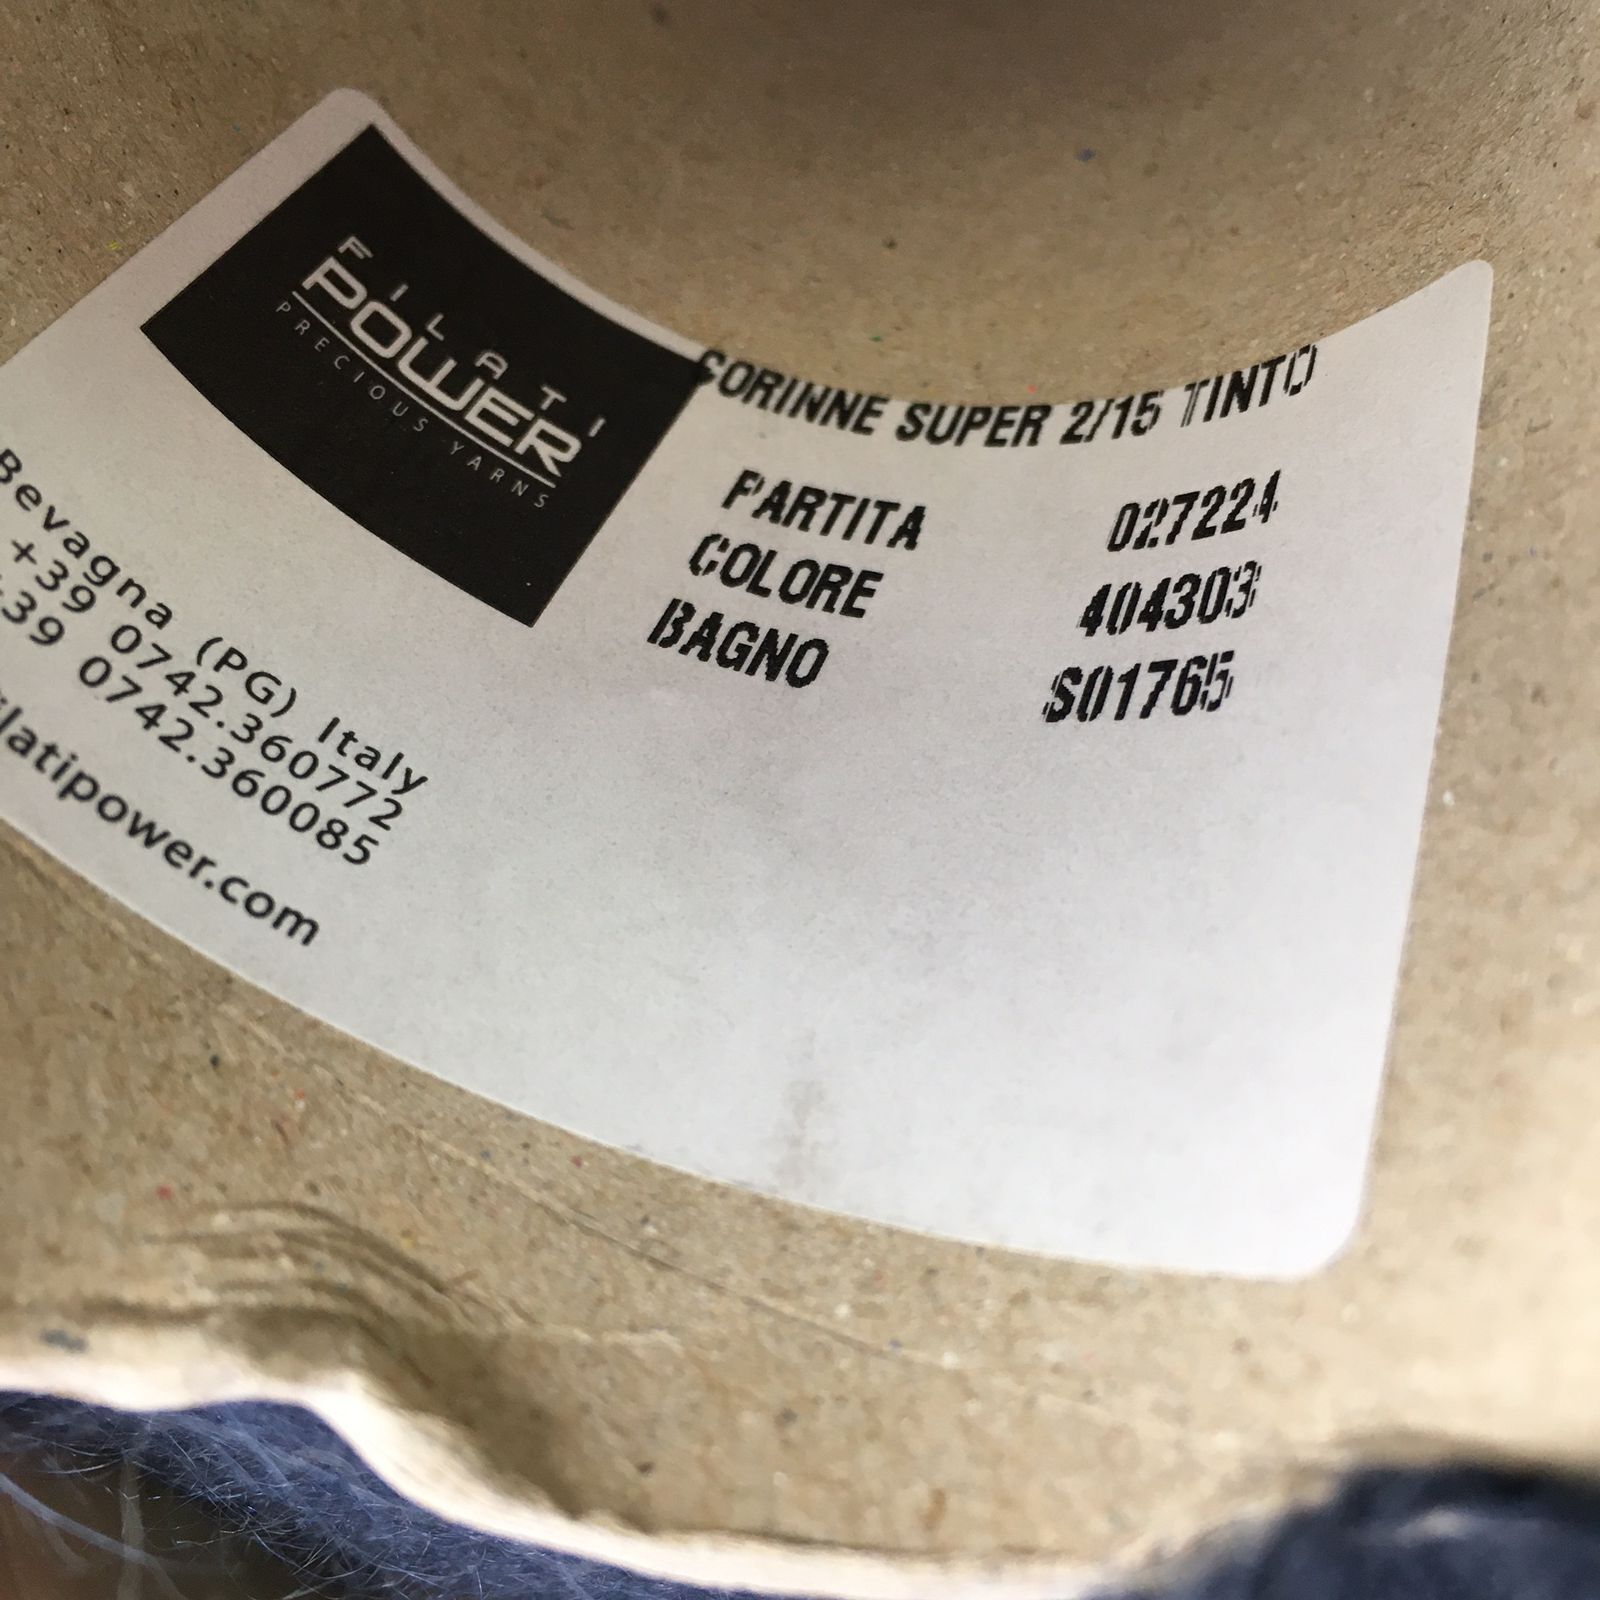 FILATI
POWER
PRECIOUS YARNS
CORINNE SUPER 2/15 TINTO
PARTITA 027224
COLORE 404303
BAGNO S01765
Bevagna (PG) Italy
+39 0742.360772
+39 0742.360085
ilatipower.com